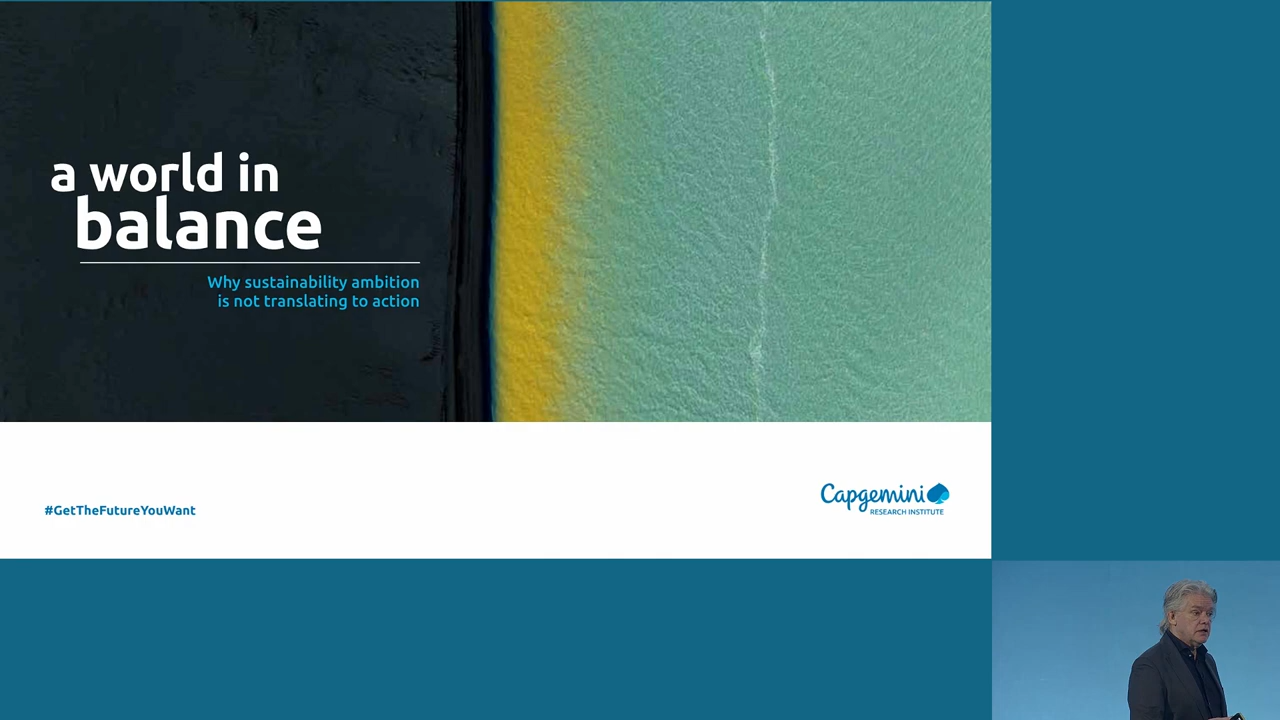 a world in
balance
Why sustainability ambition
is not translating to action
#GetTheFutureYouWant
Capgemini
RESEARCH INSTITUTE